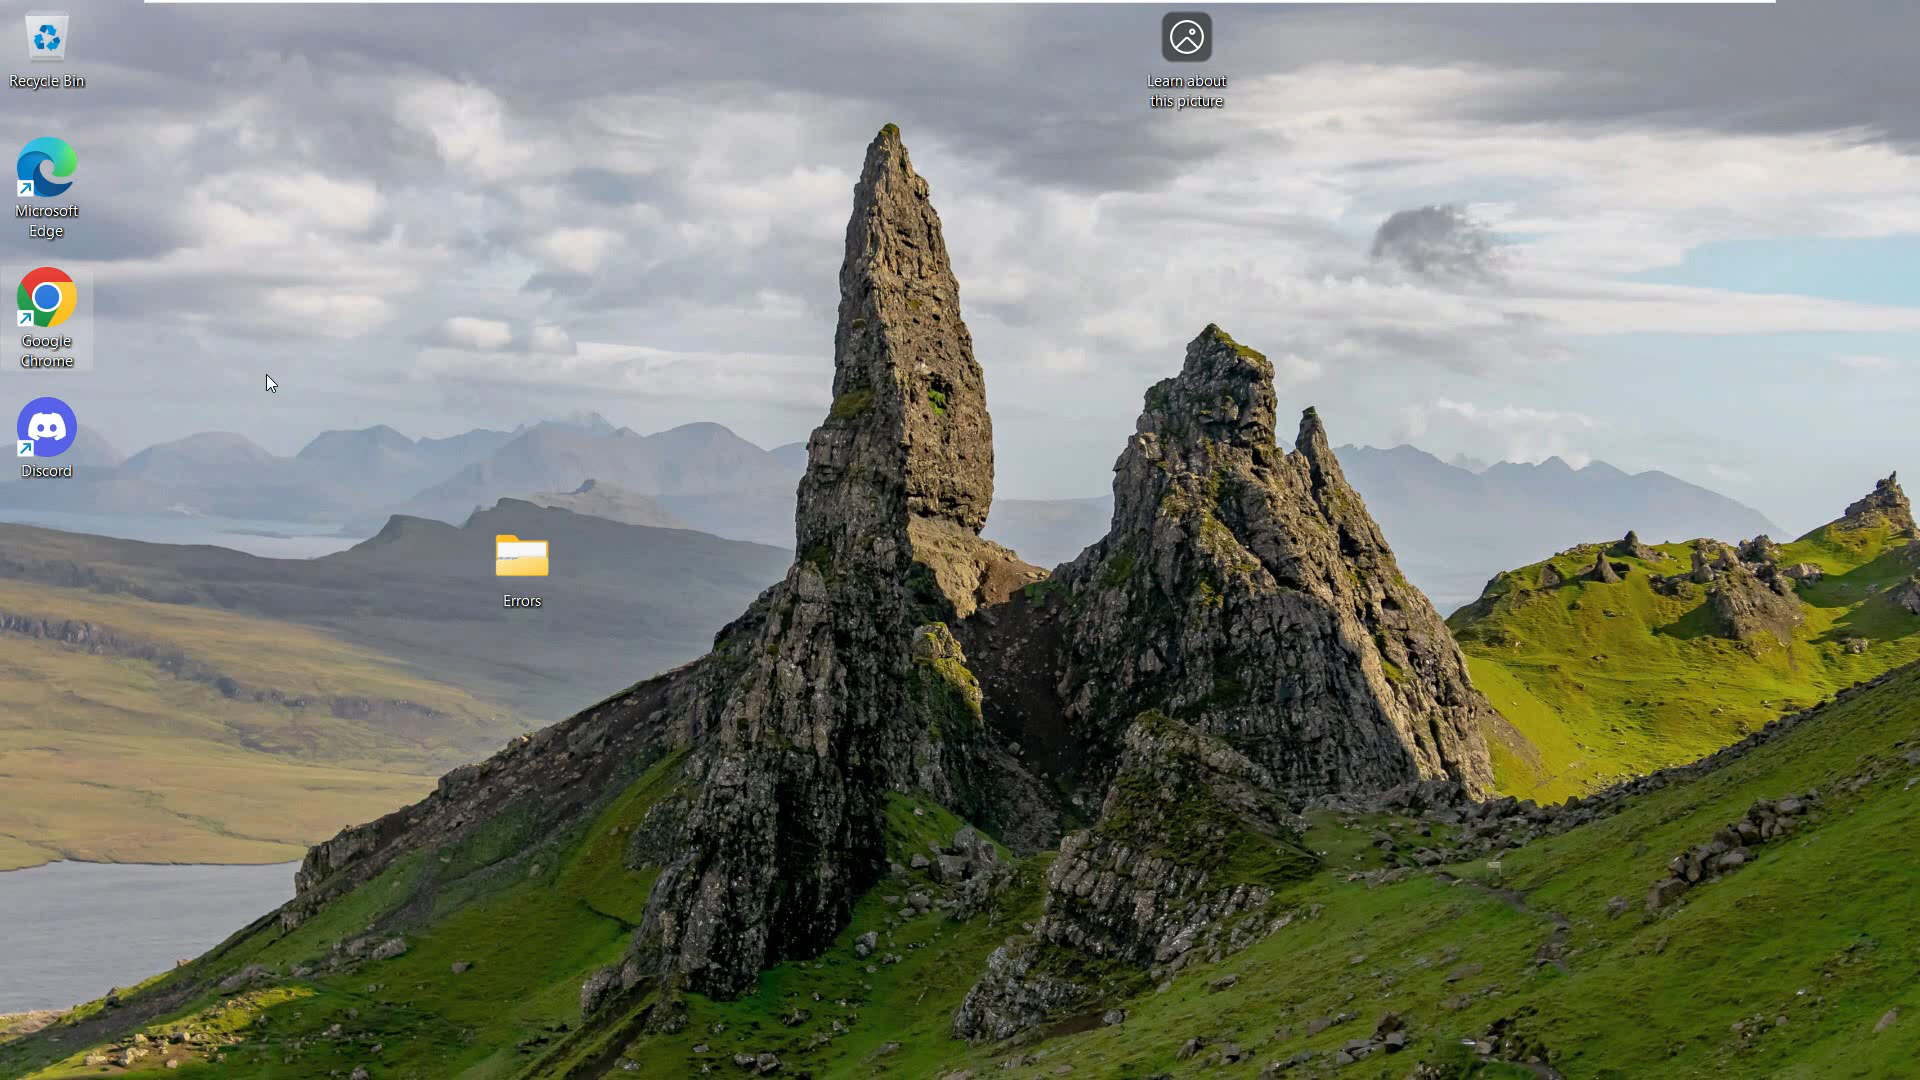 Recycle Bin
Learn about
this picture
Microsoft
Edge
Google
Chrome
Discord
Errors